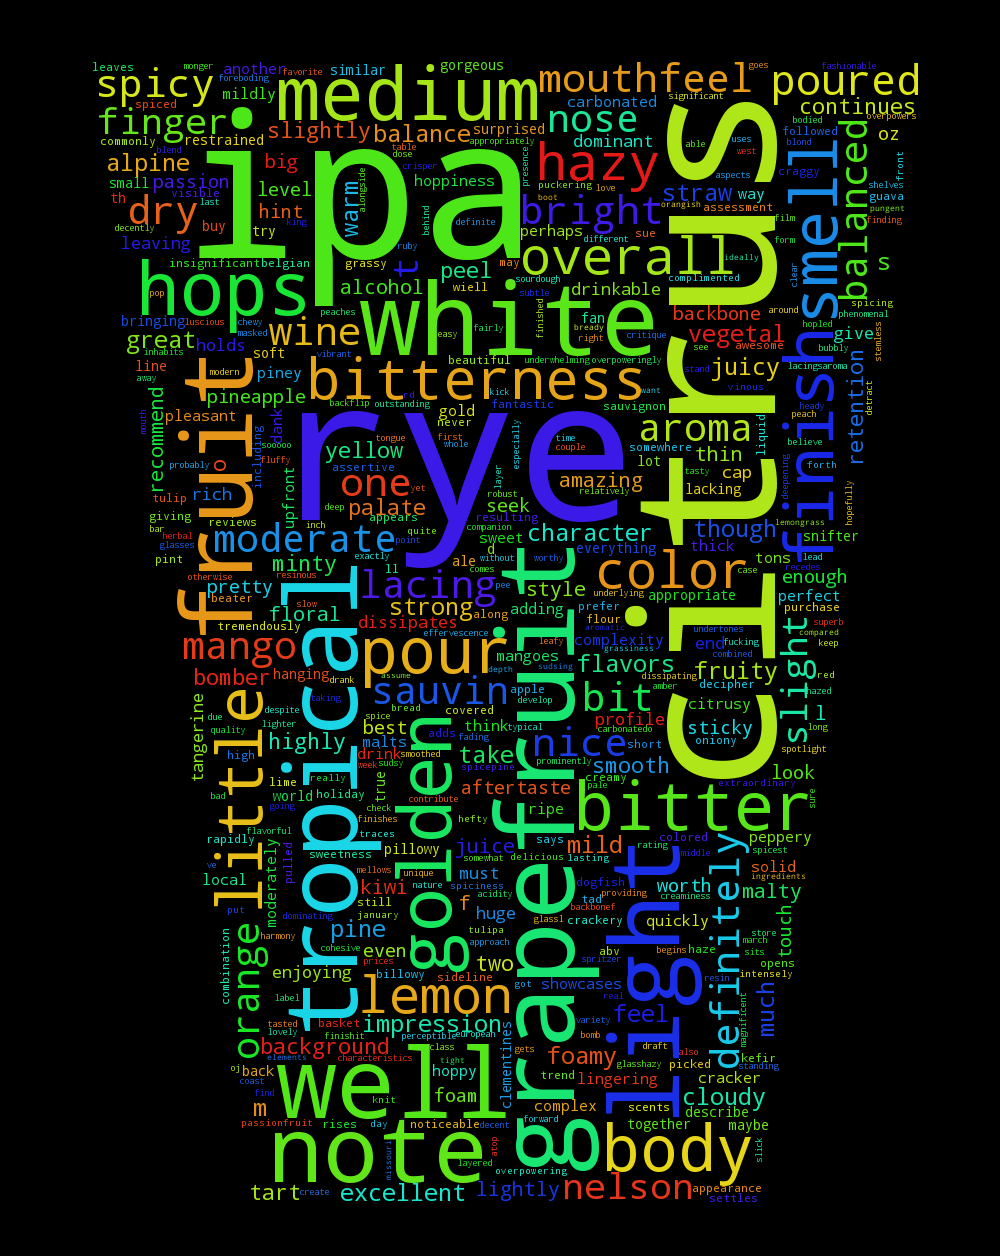 leaves monger another similar gorgeous goes fashionable
spicy foreboding favorite medium mouthfeel poured
spiced mildly carbonated significant continues
finger slightly balance surprised nose overpowers
commonly blend restrained table appropriately dominant able uses bodied followed oz
alpine big dose crisper presence hazy west blond front
small passion level ipa hoppiness puckering love straw way aspects craggy shelves
th visible alongside boot orangish guava
dry last hint warm behind definite bright assessment film pungent
decently buy try king perhaps sue form finding
leaving ruby different overall ideally smell balanced
insignificant belgian grassy t peel may sourdough complimented clear s
hops pop alcohol wiell drinkable spicing
bringing luscious chewy wine white subtle finished fan backbone around phenomenal
great holds masked peaches easy fairly bready right critique vegetal hopled give
line inhabits soft vibrant beautiful underwhelming overpoweringly see awesome bubbly stemless
away modern piney bitterness kick want stand juicy lacingsaroma
recommend pineapple backflip outstanding rd fantastic sauvignon vinous heady retention detract
mouth pleasant dank gold never aroma peach
fruit sooooo rye tongue first whole especially time couple somewhere liquid believe
probably fluffy including yellow assertive lot thin tasty forth
o tulip rich upfront one yet layer amazing cap lacking deepening hopefully
giving deep palate robust relatively seek citrus finish
bar reviews inch appears resulting lemongrass
herbal moderate quite companion sweet character though snifter
glasses pint exactly point without d worthy everything thick tons lead
minty ll ale comes underlying color case enough recedes
otherwise resinous lacing pee style appropriate perfect
pretty beater slow strong along adding prefer purchase
tremendously floral dissipates flour aromatic undertones superb compared
mango effervescence leafy complexity grassiness end fucking keep
pour mangoes combined slight
bomber hanging assume depth sudsing flavors dissipating fruity red
tangerine taking drank sauvin apple develop bit amber decipher hazed
due despite tropical spice bread covered citrusy l long
little quality lighter best adds think typical carbonatedo profile sticky
highly malts fading nice short oniony spotlight
high drink smoothed take prominently smooth
bad lime really week sudsy true spicepine creamy look
going world holiday aftertaste pale extraordinary sure
check contribute golden hefty ripe bitter
rapidly flavorful finishes says
traces juice mild colored peppery
moderately pulled sweetness pillowy somewhat delicious lasting rating middle spicest
ve mellows unique must dogfish definitely solid ingredients
local kiwi nature spiciness grapefruit tad providing worth creaminess malty
put still acidity huge backbonef light
dominating january f glassl crackery quickly touch
orange pine tulipa store
harmony cohesive even approach abv begins haze march sits
combination enjoying prices billowy two spritzer opens
sideline got showcases resin intensely
label lemon real much
tasted basket variety feel magnificent
lovely finishit impression perceptible european clementines bomb standing
background class gets draft
elements characteristics tight foamy glasshazy also picked kefir
oj back hoppy trend lingering cracker
coast find well knit foam complex scents cloudy
m describe
passionfruit rises day noticeable decent forward together maybe
note missouri atop body slick
layered overpowering
tart create excellent lightly nelson appearance
settles